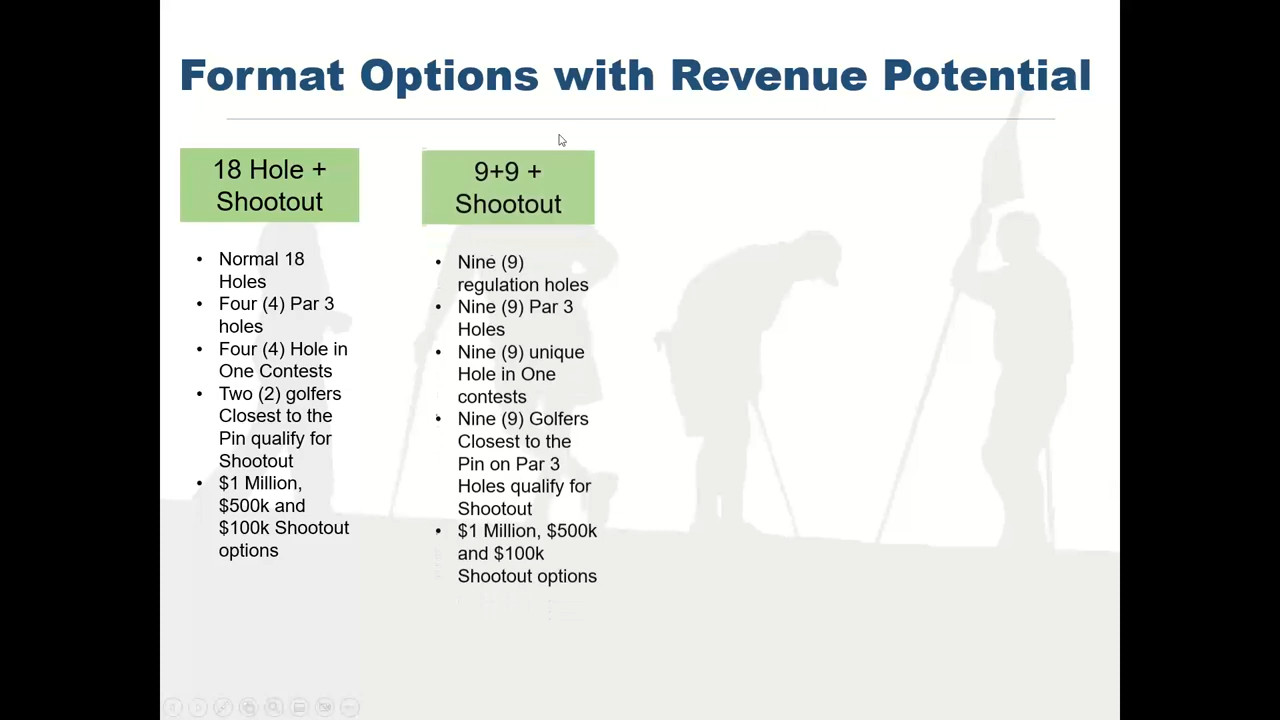 Format Options with Revenue Potential
18 Hole +
Shootout
• Normal 18
Holes
• Four (4) Par 3
holes
• Four (4) Hole in
One Contests
• Two (2) golfers
Closest to the
Pin qualify for
Shootout
• $1 Million,
$500k and
$100k Shootout
options
9+9 +
Shootout
• Nine (9)
regulation holes
• Nine (9) Par 3
Holes
• Nine (9) unique
Hole in One
contests
• Nine (9) Golfers
Closest to the
Pin on Par 3
Holes qualify for
Shootout
• $1 Million, $500k
and $100k
Shootout options